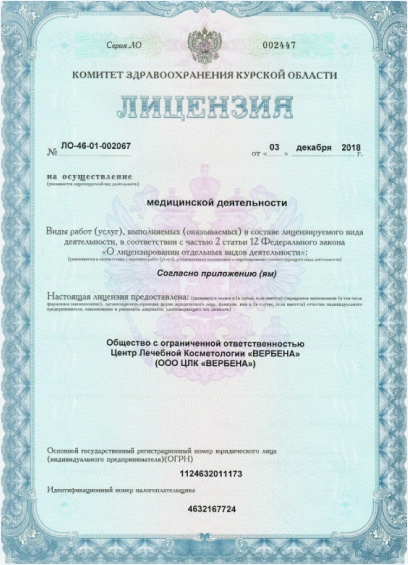 Серия ЛО 002447
КОМИТЕТ ЗДРАВООХРАНЕНИЯ КУРСКОЙ ОБЛАСТИ
ЛИЦЕНЗИЯ
№ ЛО-46-01-002067 от « 03 » декабря 2018 г.
на осуществление
(указывается лицензируемый вид деятельности)
медицинской деятельности
Виды работ (услуг), выполняемых (оказываемых) в составе лицензируемого вида
деятельности, в соответствии с частью 2 статьи 12 Федерального закона
«О лицензировании отдельных видов деятельности»:
Согласно приложению (ям)
Настоящая лицензия предоставлена:
Общество с ограниченной ответственностью
Центр Лечебной Косметологии «ВЕРБЕНА»
(ООО ЦЛК «ВЕРБЕНА»)
Основной государственный регистрационный номер юридического лица
(индивидуального предпринимателя)(ОГРН)
1124632011173
Идентификационный номер налогоплательщика
4632167724